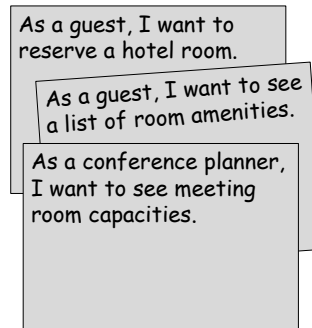 As a guest, I want to
reserve a hotel room.
As a guest, I want to see
a list of room amenities.
As a conference planner,
I want to see meeting
room capacities.